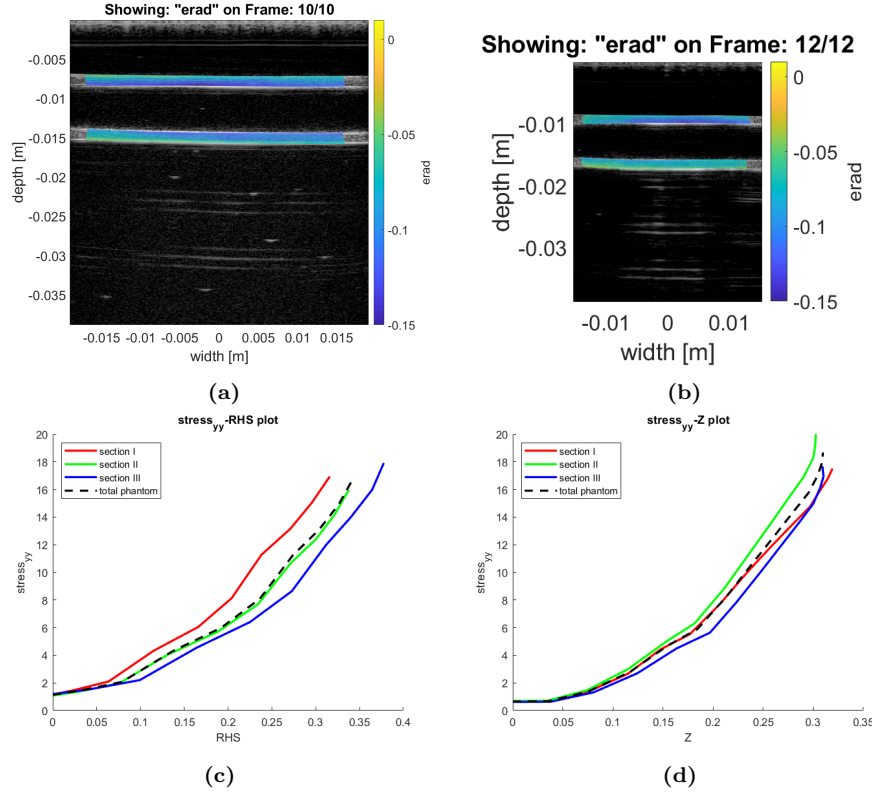 Showing: "erad" on Frame: 10/10
-0.005
-0.01
-0.015
-0.02
-0.025
-0.03
-0.035
depth [m]
-0.015 -0.01 -0.005 0 0.005 0.01 0.015
width [m]
0
-0.05
-0.1
-0.15
erad
(a)
Showing: "erad" on Frame: 12/12
-0.01
-0.02
-0.03
depth [m]
-0.01 0 0.01
width [m]
0
-0.05
-0.1
-0.15
erad
(b)
stress_yy-RHS plot
section I
section II
section III
total phantom
20
18
16
14
12
10
8
6
4
2
0
stress_yy
0 0.05 0.1 0.15 0.2 0.25 0.3 0.35 0.4
RHS
(c)
stress_yy-Z plot
section I
section II
section III
total phantom
20
18
16
14
12
10
8
6
4
2
0
stress_yy
0 0.05 0.1 0.15 0.2 0.25 0.3 0.35
Z
(d)